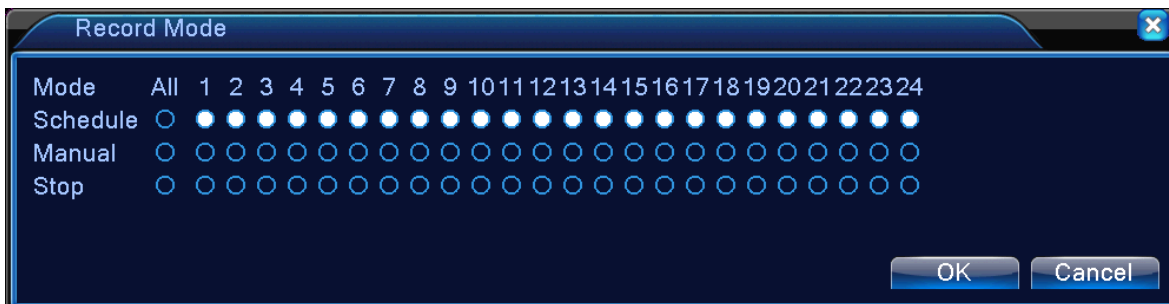 Record Mode
Mode All 1 2 3 4 5 6 7 8 9 10 11 12 13 14 15 16 17 18 19 20 21 22 23 24
Schedule
Manual
Stop
OK Cancel